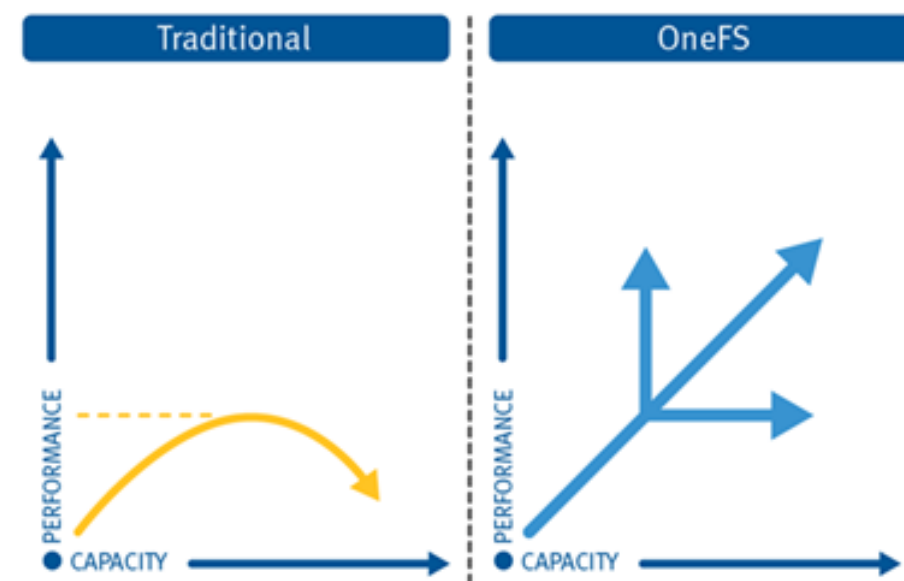 Traditional
OneFS
PERFORMANCE
CAPACITY
PERFORMANCE
CAPACITY